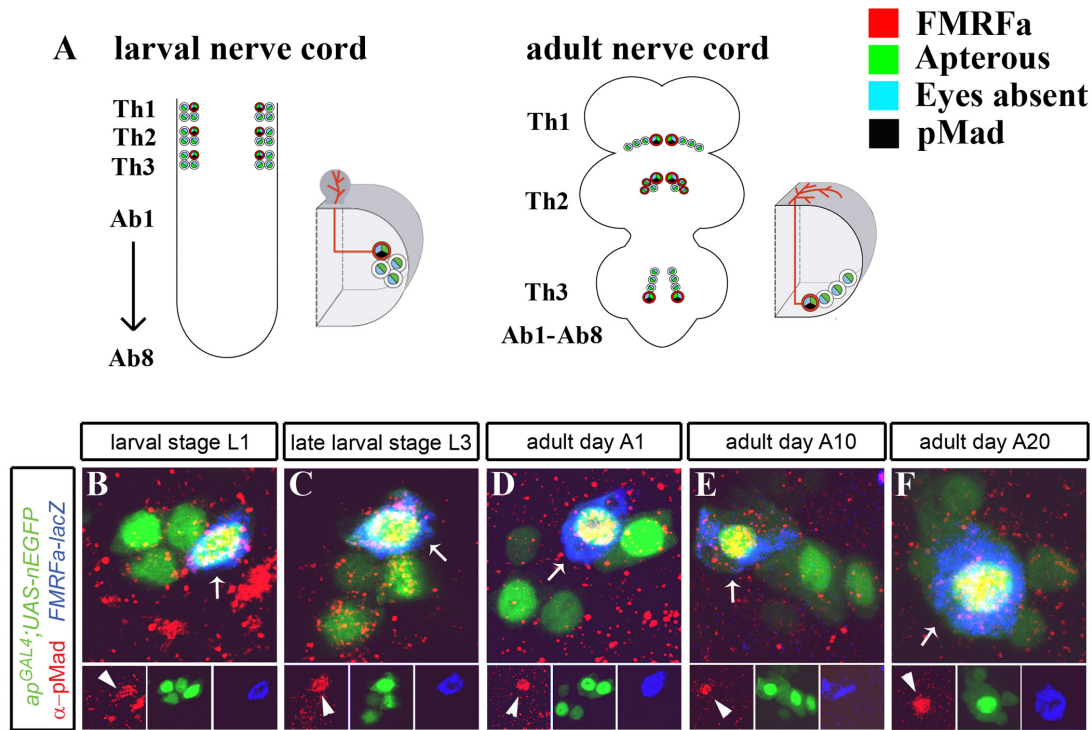 A
larval nerve cord
Th1
Th2
Th3
Ab1
Ab8
adult nerve cord
Th1
Th2
Th3
Ab1-Ab8
FMRFa
Apterous
Eyes absent
pMad
larval stage L1
late larval stage L3
adult day A1
adult day A10
adult day A20
apGAL4;UAS-nEGFP
α–pMad FMRFa-lacZ
B
C
D
E
F